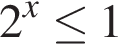 2^x ≤ 1